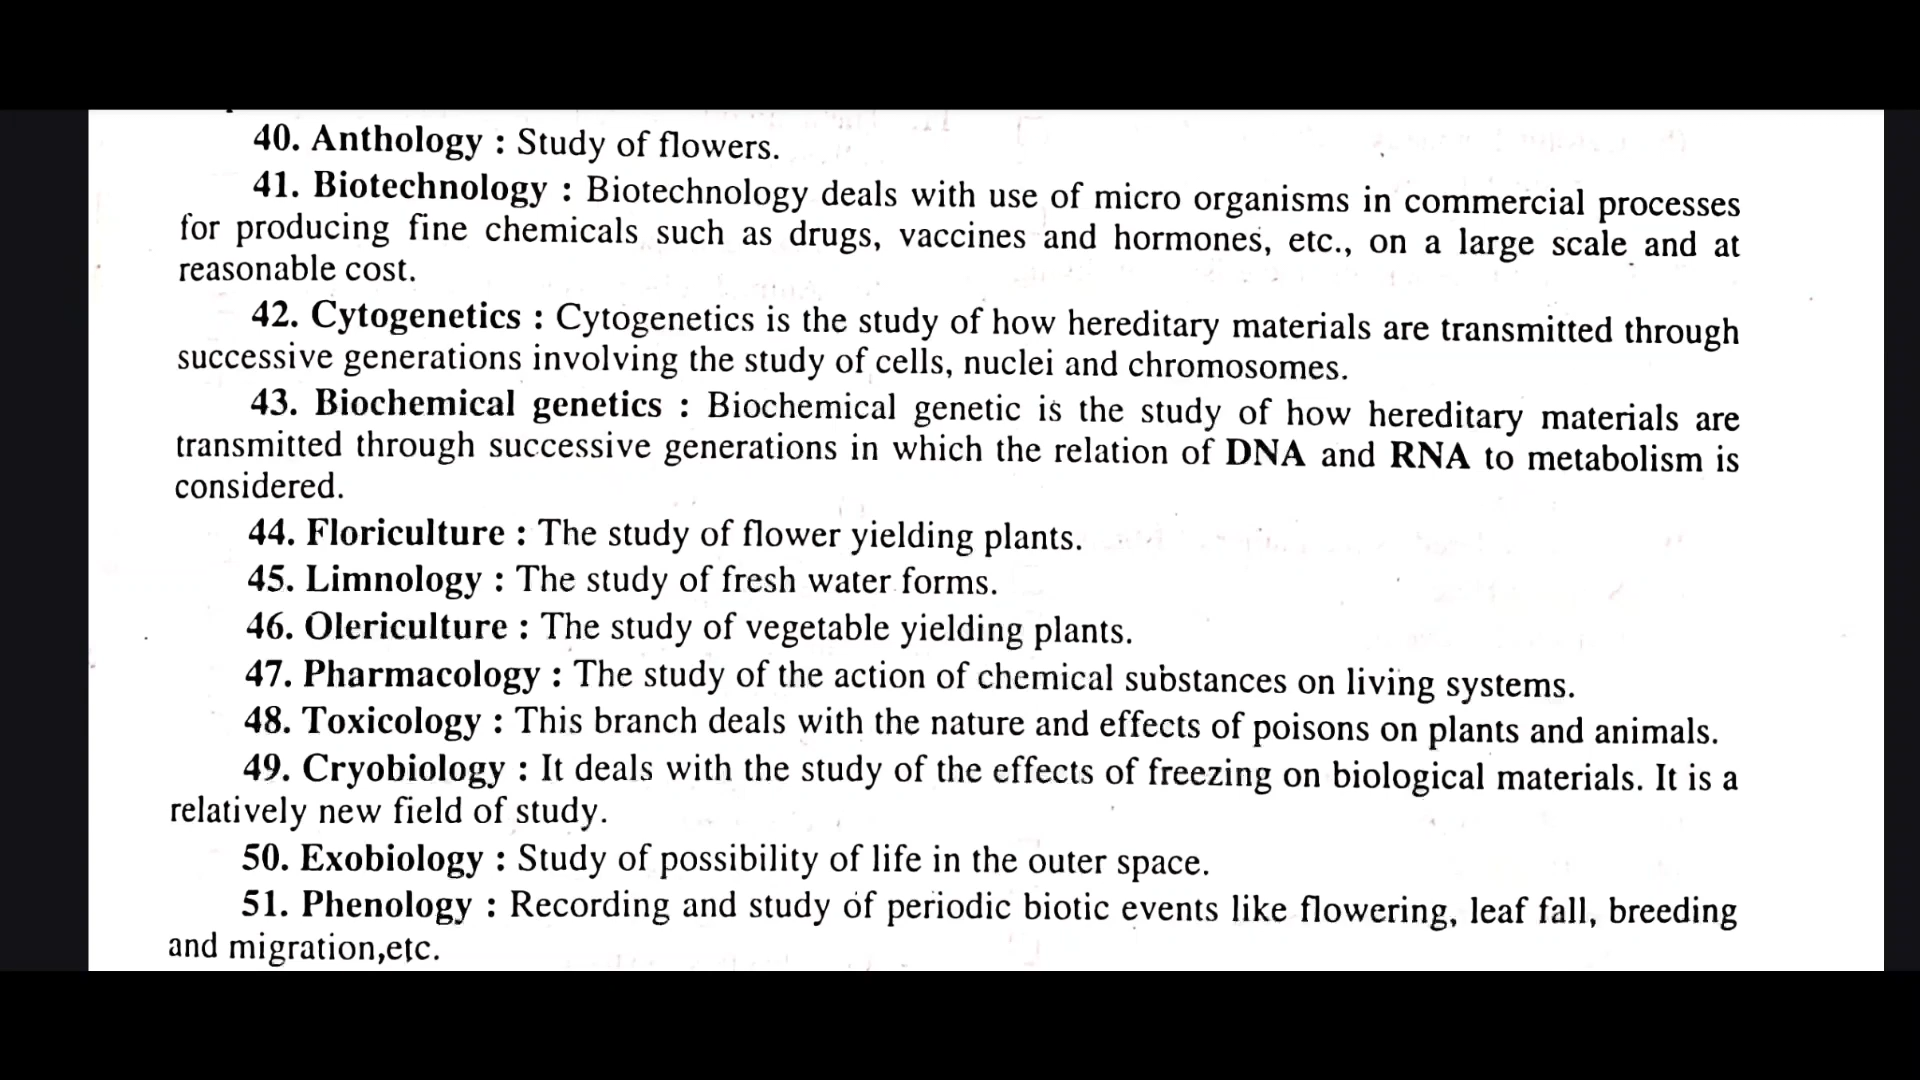 40. Anthology : Study of flowers.
41. Biotechnology : Biotechnology deals with use of micro organisms in commercial processes
for producing fine chemicals such as drugs, vaccines and hormones, etc., on a large scale and at
reasonable cost.
42. Cytogenetics : Cytogenetics is the study of how hereditary materials are transmitted through
successive generations involving the study of cells, nuclei and chromosomes.
43. Biochemical genetics : Biochemical genetic is the study of how hereditary materials are
transmitted through successive generations in which the relation of DNA and RNA to metabolism is
considered.
44. Floriculture : The study of flower yielding plants.
45. Limnology : The study of fresh water forms.
46. Olericulture : The study of vegetable yielding plants.
47. Pharmacology : The study of the action of chemical substances on living systems.
48. Toxicology : This branch deals with the nature and effects of poisons on plants and animals.
49. Cryobiology : It deals with the study of the effects of freezing on biological materials. It is a
relatively new field of study.
50. Exobiology : Study of possibility of life in the outer space.
51. Phenology : Recording and study of periodic biotic events like flowering, leaf fall, breeding
and migration,etc.